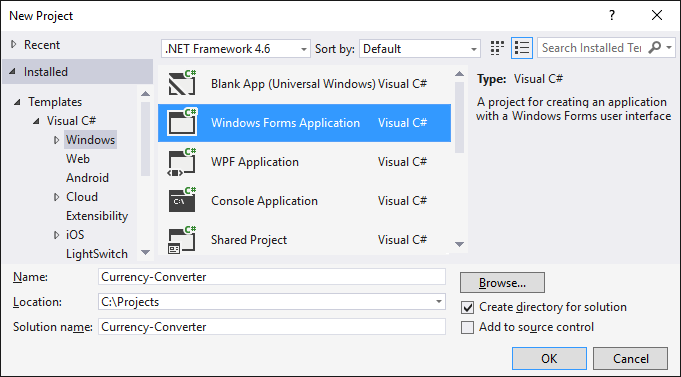 New Project
Recent
.NET Framework 4.6
Sort by:
Default
Search Installed Ter
Installed
Templates
Visual C#
Windows
Web
Android
Cloud
Extensibility
iOS
LightSwitch
C#
Blank App (Universal Windows)
Visual C#
C#
Windows Forms Application
Visual C#
C#
WPF Application
Visual C#
C#
C:\
Console Application
Visual C#
C#
Shared Project
Visual C#
Type: Visual C#
A project for creating an application
with a Windows Forms user interface
Name:
Currency-Converter
Location:
C:\Projects
Solution name:
Currency-Converter
Browse...
Create directory for solution
Add to source control
OK
Cancel